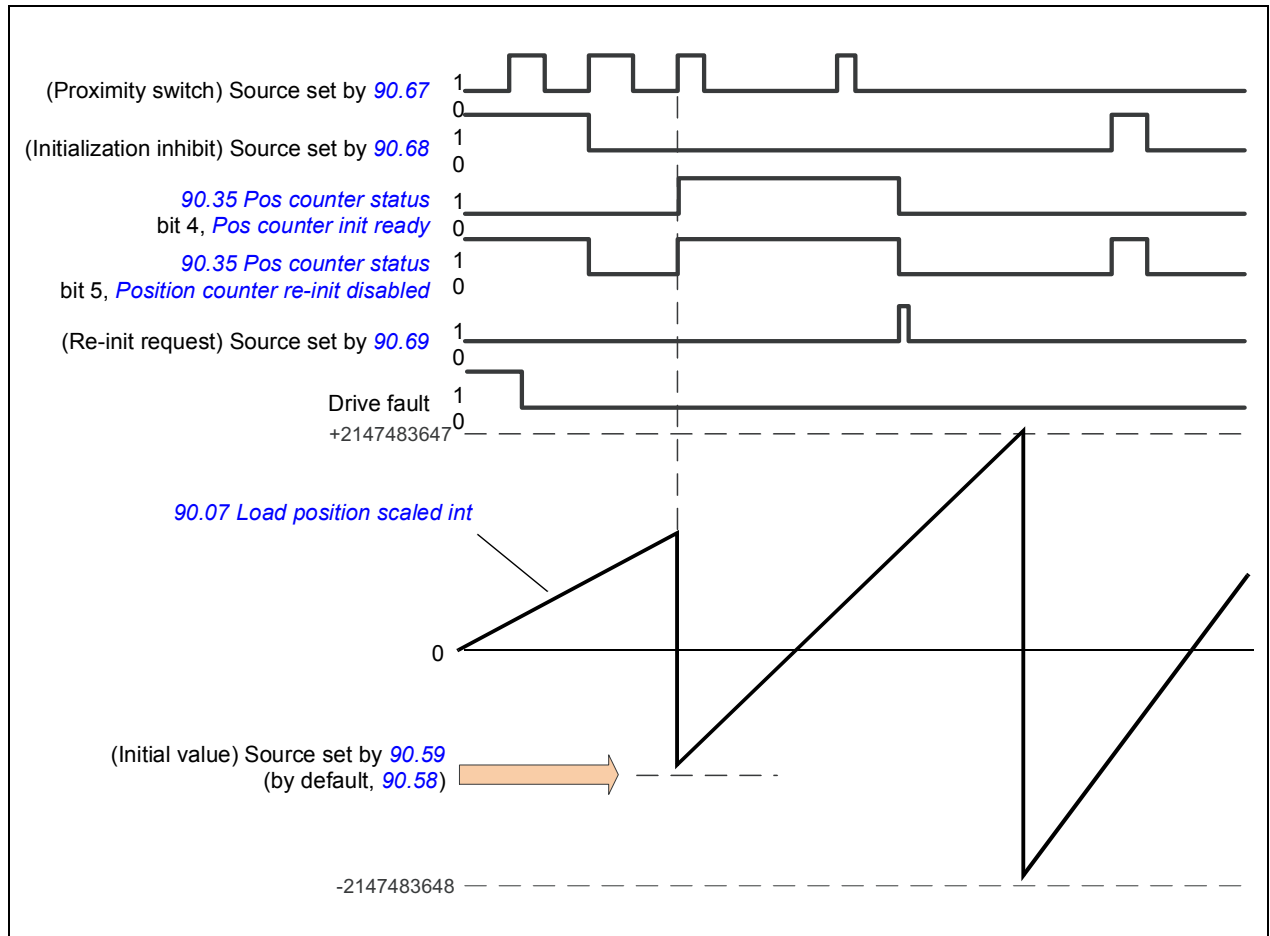 (Proximity switch) Source set by 90.67
1
0
(Initialization inhibit) Source set by 90.68
1
0
90.35 Pos counter status
bit 4, Pos counter init ready
1
0
90.35 Pos counter status
bit 5, Position counter re-init disabled
1
0
(Re-init request) Source set by 90.69
1
0
Drive fault
1
0
+2147483647
90.07 Load position scaled int
0
(Initial value) Source set by 90.59
(by default, 90.58)
-2147483648